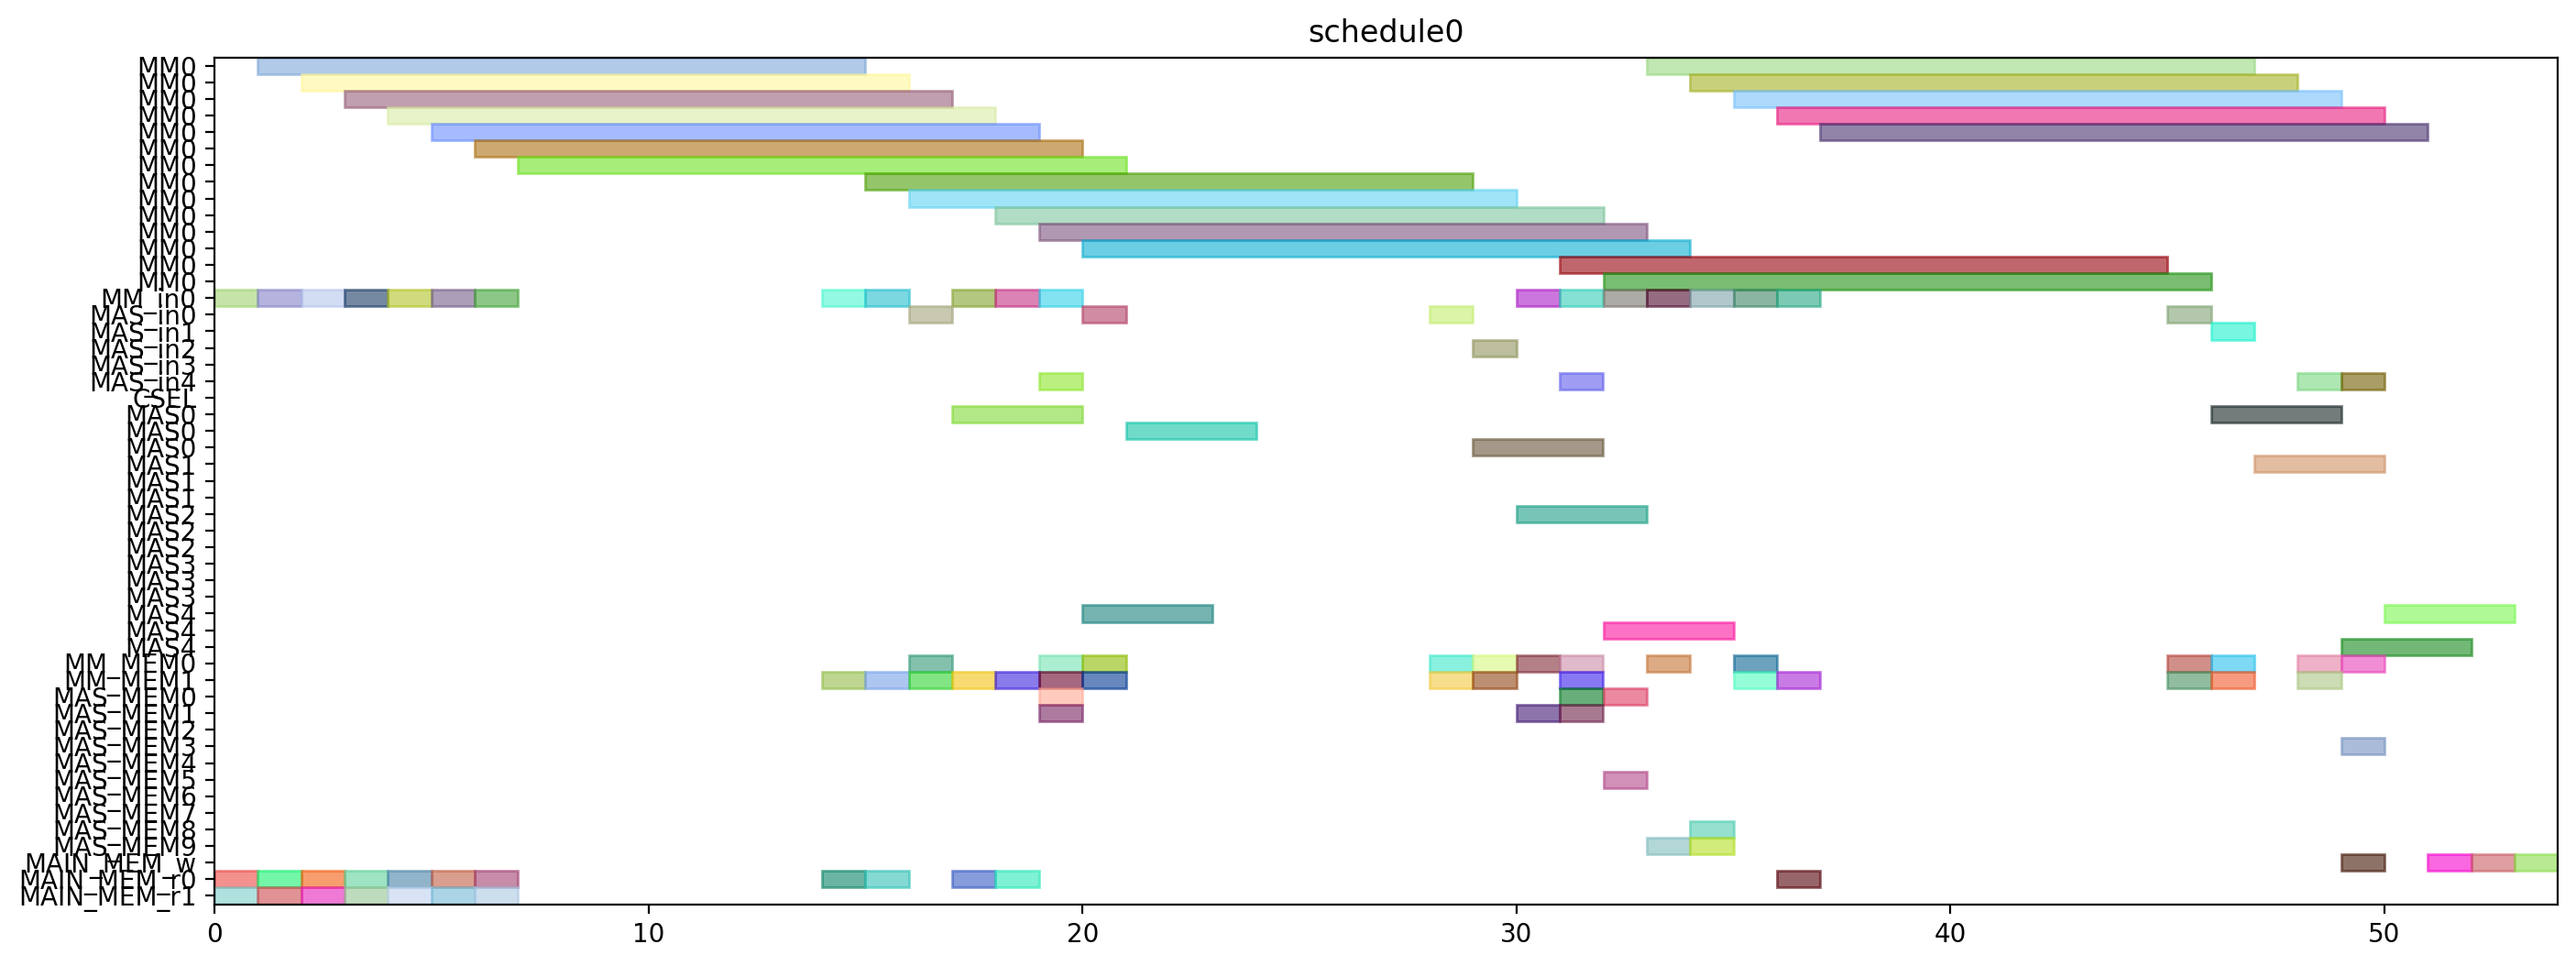 schedule0
MM0
MM0
MM0
MM0
MM0
MM0
MM0
MM0
MM0
MM0
MM0
MM0
MM0
MM0
MM_in0
MAS_in0
MAS_in1
MAS_in2
MAS_in3
MAS_in4
CSEL
MAS0
MAS0
MAS0
MAS1
MAS1
MAS1
MAS2
MAS2
MAS2
MAS3
MAS3
MAS3
MAS4
MAS4
MAS4
MM_MEM0
MM_MEM1
MAS_MEM0
MAS_MEM1
MAS_MEM2
MAS_MEM3
MAS_MEM4
MAS_MEM5
MAS_MEM6
MAS_MEM7
MAS_MEM8
MAS_MEM9
MAIN_MEM_w
MAIN_MEM_r0
MAIN_MEM_r1
0 10 20 30 40 50